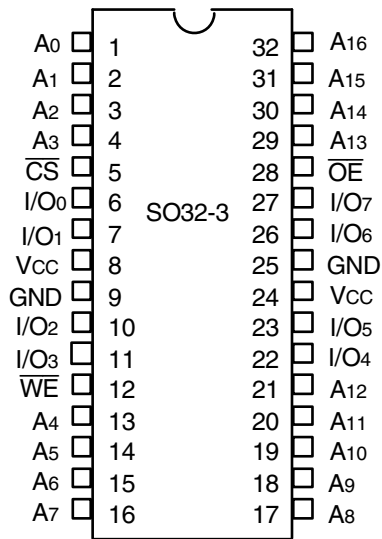 A0 1 32 A16
A1 2 31 A15
A2 3 30 A14
A3 4 29 A13
C̅S̅ 5 28 O̅E̅
I/O0 6 SO32-3 27 I/O7
I/O1 7 26 I/O6
VCC 8 25 GND
GND 9 24 VCC
I/O2 10 23 I/O5
I/O3 11 22 I/O4
W̅E̅ 12 21 A12
A4 13 20 A11
A5 14 19 A10
A6 15 18 A9
A7 16 17 A8